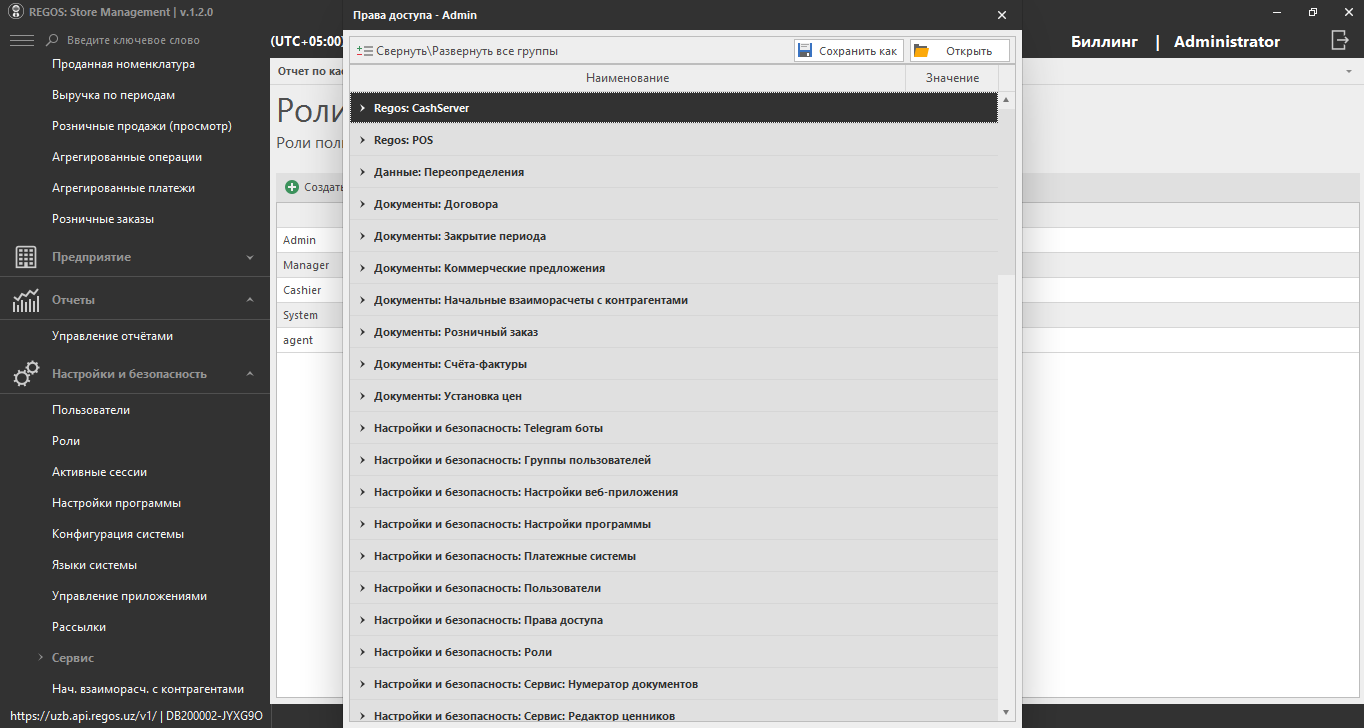 REGOS: Store Management | v.1.2.0
Введите ключевое слово
Проданная номенклатура
Выручка по периодам
Розничные продажи (просмотр)
Агрегированные операции
Агрегированные платежи
Розничные заказы
Предприятие
Отчеты
Управление отчётами
Настройки и безопасность
Пользователи
Роли
Активные сессии
Настройки программы
Конфигурация системы
Языки системы
Управление приложениями
Рассылки
Сервис
Нач. взаиморасч. с контрагентами
https://uzb.api.regos.uz/v1/ | DB200002-JYXG9O
(UTC+05:00)
Биллинг | Administrator
Отчет по ка
Роли
Роли пол
Создать
Admin
Manager
Cashier
System
agent
Права доступа - Admin
Свернуть\Развернуть все группы
Сохранить как
Открыть
Наименование Значение
Regos: CashServer
Regos: POS
Данные: Переопределения
Документы: Договора
Документы: Закрытие периода
Документы: Коммерческие предложения
Документы: Начальные взаиморасчеты с контрагентами
Документы: Розничный заказ
Документы: Счёта-фактуры
Документы: Установка цен
Настройки и безопасность: Telegram боты
Настройки и безопасность: Группы пользователей
Настройки и безопасность: Настройки веб-приложения
Настройки и безопасность: Настройки программы
Настройки и безопасность: Платежные системы
Настройки и безопасность: Пользователи
Настройки и безопасность: Права доступа
Настройки и безопасность: Роли
Настройки и безопасность: Сервис: Нумератор документов
Настройки и безопасность: Сервис: Редактор ценников